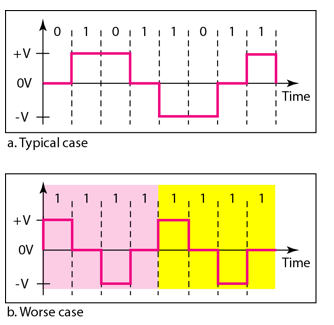 0 1 0 1 1 0 1 1
+V
0V
Time
-V
a. Typical case
1 1 1 1 1 1 1 1
+V
0V
Time
-V
b. Worse case